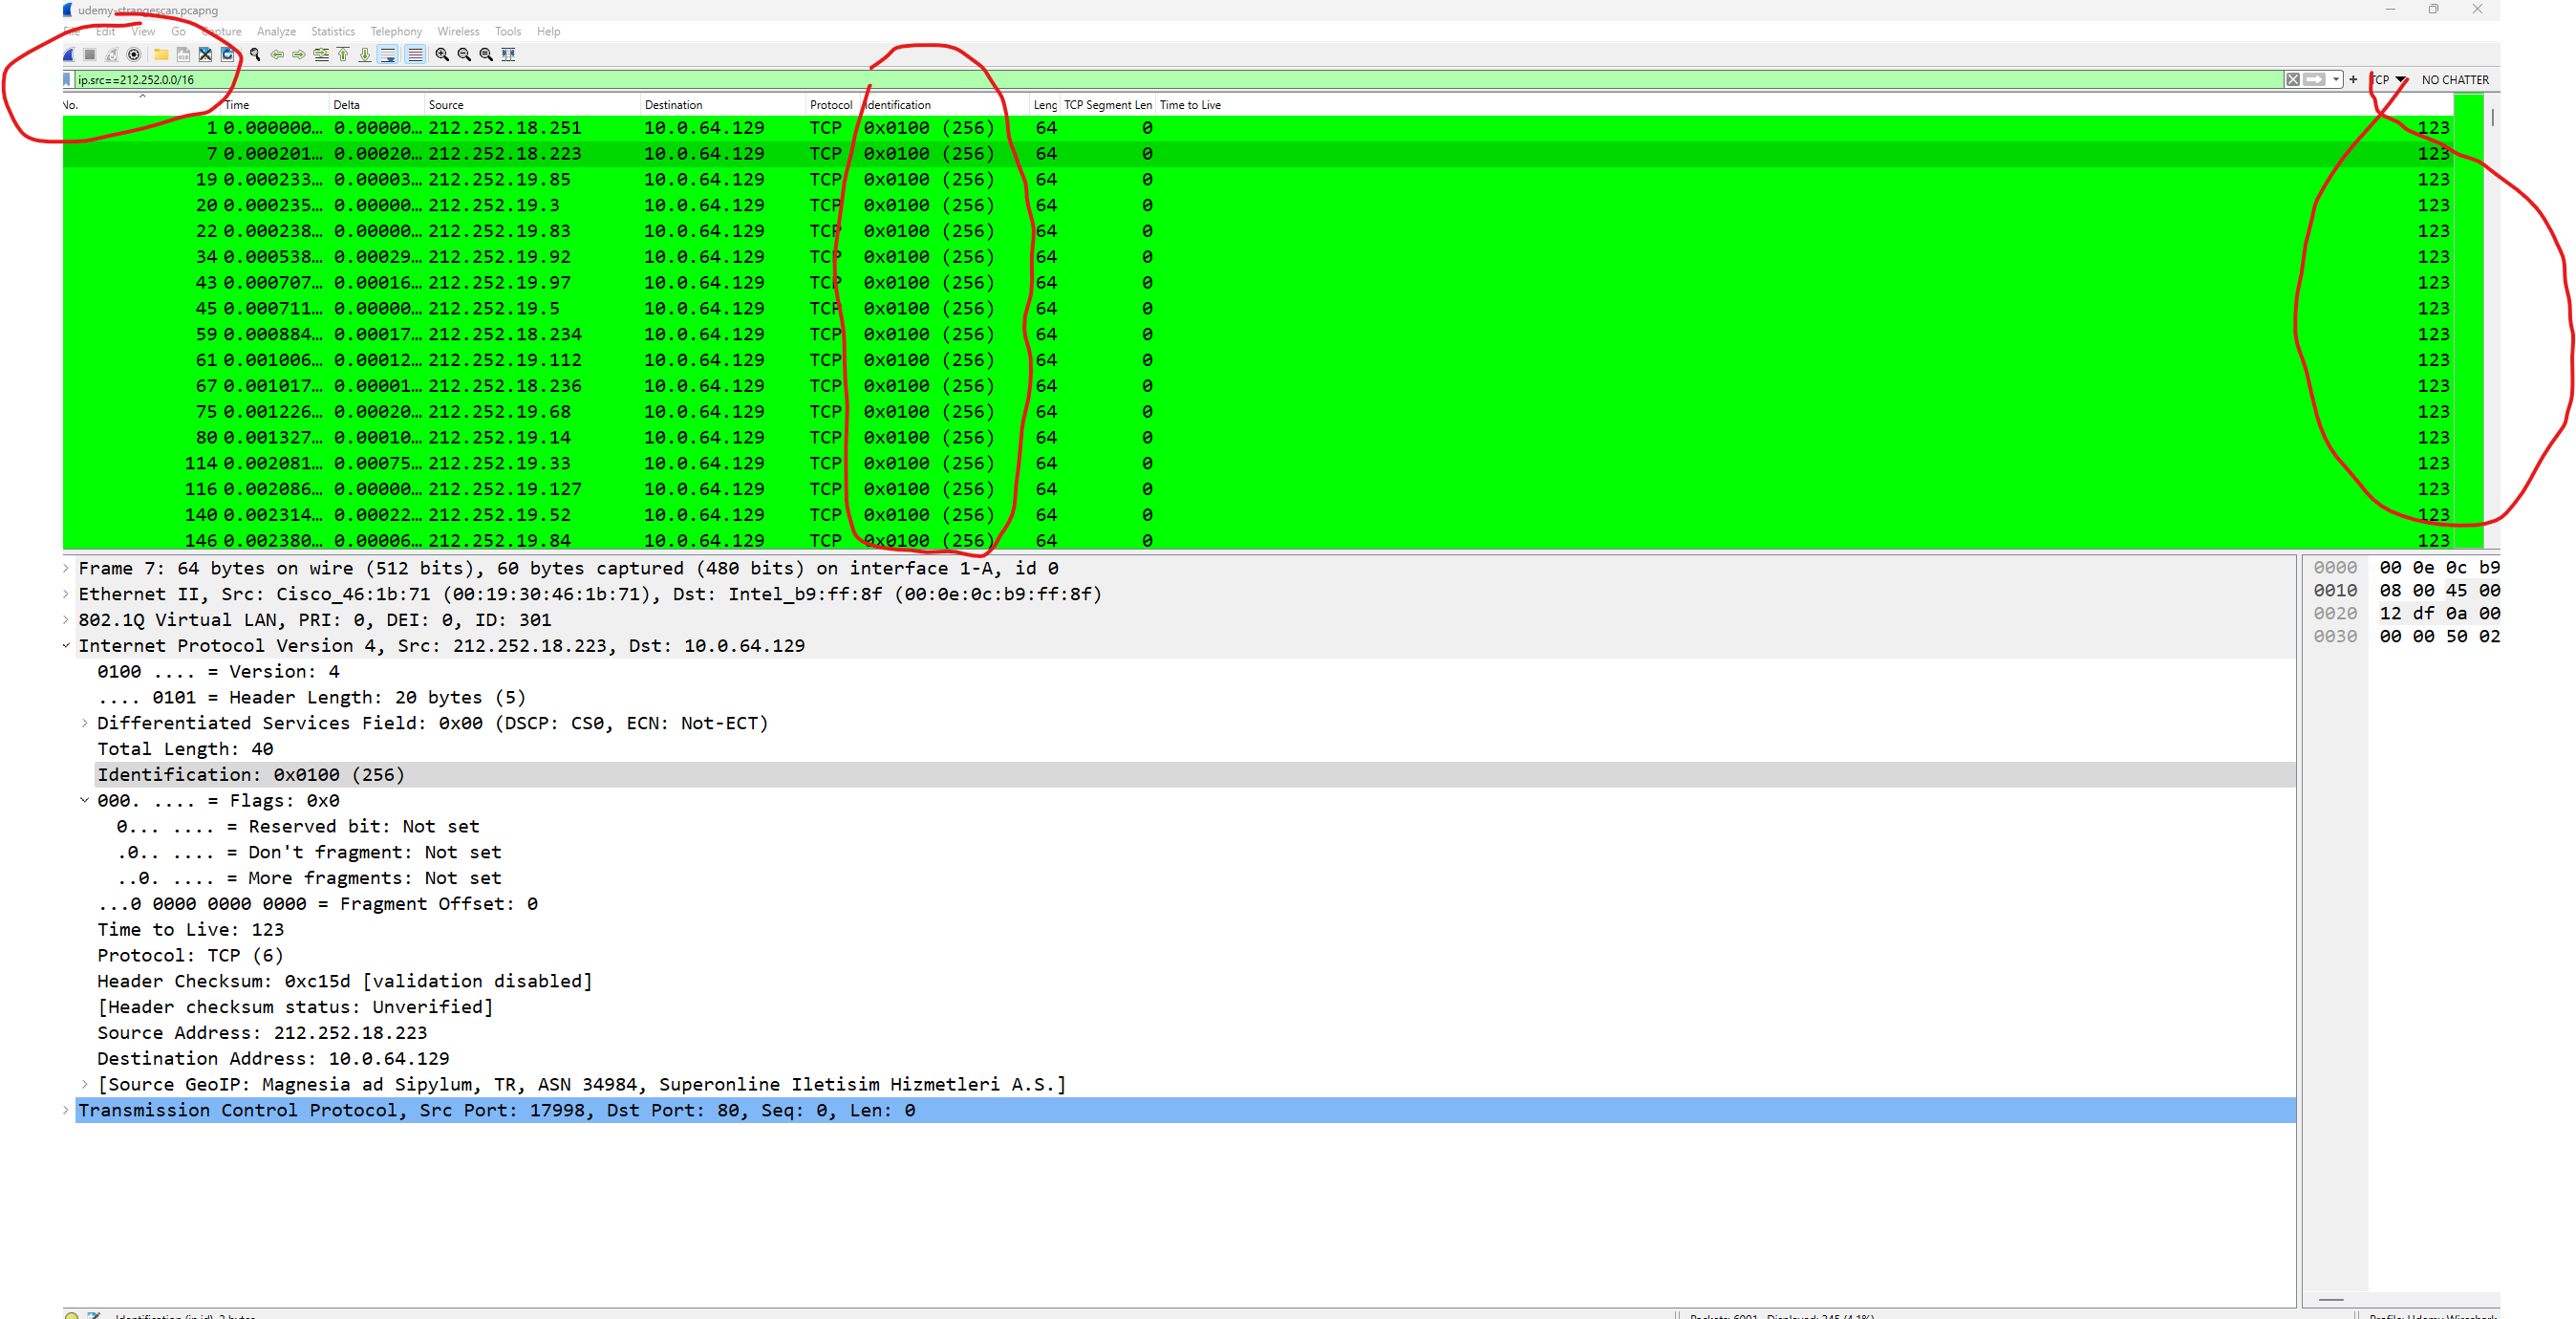 udemy-strangescan.pcapng
File Edit View Go Capture Analyze Statistics Telephony Wireless Tools Help
ip.src==212.252.0.0/16 + TCP NO CHATTER
No. Time Delta Source Destination Protocol Identification Leng TCP Segment Len Time to Live
1 0.000000… 0.00000… 212.252.18.251 10.0.64.129 TCP 0x0100 (256) 64 0 123
7 0.000201… 0.00020… 212.252.18.223 10.0.64.129 TCP 0x0100 (256) 64 0 123
19 0.000233… 0.00003… 212.252.19.85 10.0.64.129 TCP 0x0100 (256) 64 0 123
20 0.000235… 0.00000… 212.252.19.3 10.0.64.129 TCP 0x0100 (256) 64 0 123
22 0.000238… 0.00000… 212.252.19.83 10.0.64.129 TCP 0x0100 (256) 64 0 123
34 0.000538… 0.00029… 212.252.19.92 10.0.64.129 TCP 0x0100 (256) 64 0 123
43 0.000707… 0.00016… 212.252.19.97 10.0.64.129 TCP 0x0100 (256) 64 0 123
45 0.000711… 0.00000… 212.252.19.5 10.0.64.129 TCP 0x0100 (256) 64 0 123
59 0.000884… 0.00017… 212.252.18.234 10.0.64.129 TCP 0x0100 (256) 64 0 123
61 0.001006… 0.00012… 212.252.19.112 10.0.64.129 TCP 0x0100 (256) 64 0 123
67 0.001017… 0.00001… 212.252.18.236 10.0.64.129 TCP 0x0100 (256) 64 0 123
75 0.001226… 0.00020… 212.252.19.68 10.0.64.129 TCP 0x0100 (256) 64 0 123
80 0.001327… 0.00010… 212.252.19.14 10.0.64.129 TCP 0x0100 (256) 64 0 123
114 0.002081… 0.00075… 212.252.19.33 10.0.64.129 TCP 0x0100 (256) 64 0 123
116 0.002086… 0.00000… 212.252.19.127 10.0.64.129 TCP 0x0100 (256) 64 0 123
140 0.002314… 0.00022… 212.252.19.52 10.0.64.129 TCP 0x0100 (256) 64 0 123
146 0.002380… 0.00006… 212.252.19.84 10.0.64.129 TCP 0x0100 (256) 64 0 123
Frame 7: 64 bytes on wire (512 bits), 60 bytes captured (480 bits) on interface 1-A, id 0
Ethernet II, Src: Cisco_46:1b:71 (00:19:30:46:1b:71), Dst: Intel_b9:ff:8f (00:0e:0c:b9:ff:8f)
802.1Q Virtual LAN, PRI: 0, DEI: 0, ID: 301
Internet Protocol Version 4, Src: 212.252.18.223, Dst: 10.0.64.129
0100 .... = Version: 4
.... 0101 = Header Length: 20 bytes (5)
Differentiated Services Field: 0x00 (DSCP: CS0, ECN: Not-ECT)
Total Length: 40
Identification: 0x0100 (256)
000. .... = Flags: 0x0
0... .... = Reserved bit: Not set
.0.. .... = Don't fragment: Not set
..0. .... = More fragments: Not set
...0 0000 0000 0000 = Fragment Offset: 0
Time to Live: 123
Protocol: TCP (6)
Header Checksum: 0xc15d [validation disabled]
[Header checksum status: Unverified]
Source Address: 212.252.18.223
Destination Address: 10.0.64.129
[Source GeoIP: Magnesia ad Sipylum, TR, ASN 34984, Superonline Iletisim Hizmetleri A.S.]
Transmission Control Protocol, Src Port: 17998, Dst Port: 80, Seq: 0, Len: 0
0000 00 0e 0c b9
0010 08 00 45 00
0020 12 df 0a 00
0030 00 00 50 02
Identification (ip.id), 2 bytes Packets: 6001 · Displayed: 245 (4.1%) Profile: Udemy Wireshark